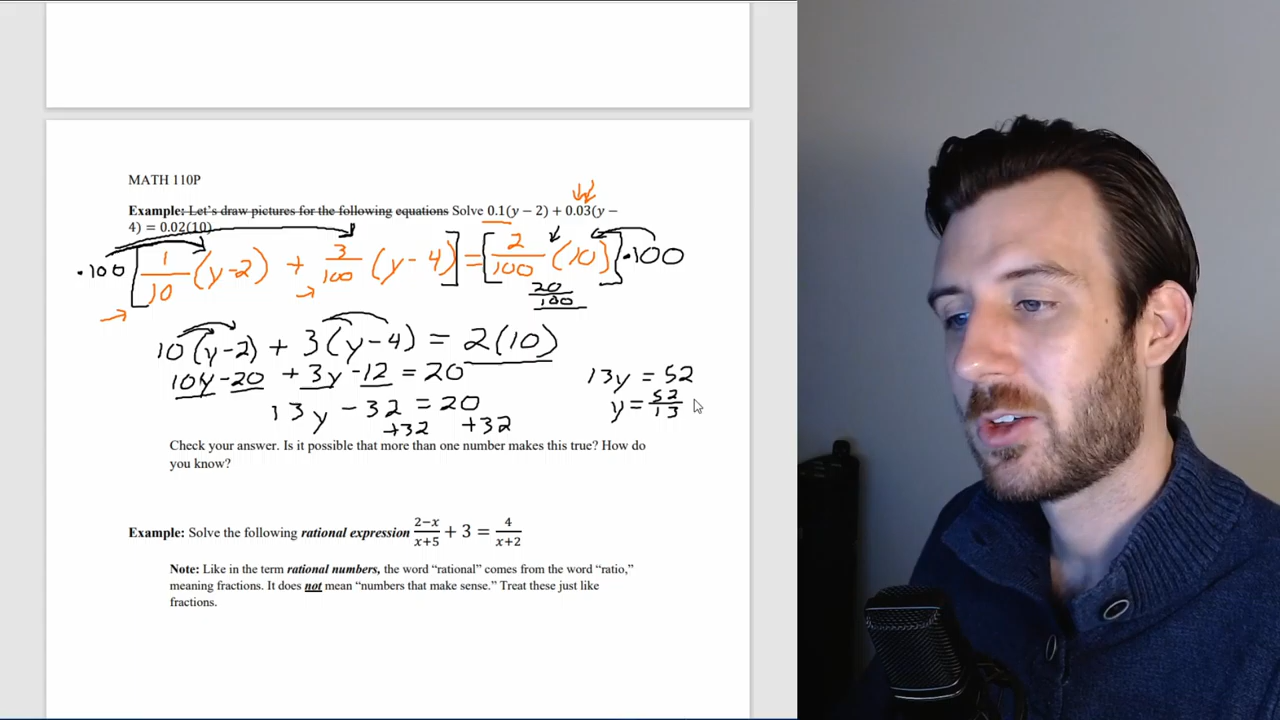 MATH 110P
Example: Let's draw pictures for the following equations Solve 0.1(y − 2) + 0.03(y −
4) = 0.02(10)
·100 [ 1/10 (y-2) + 3/100 (y-4) ] = [ 2/100 (10) ] ·100
20/100
10(y-2) + 3(y-4) = 2(10)
10y-20 +3y-12 = 20
13y - 32 = 20
+32 +32
13y = 52
y = 52/13
Check your answer. Is it possible that more than one number makes this true? How do
you know?
Example: Solve the following rational expression (2−x)/(x+5) + 3 = 4/(x+2)
Note: Like in the term rational numbers, the word “rational” comes from the word “ratio,”
meaning fractions. It does not mean “numbers that make sense.” Treat these just like
fractions.